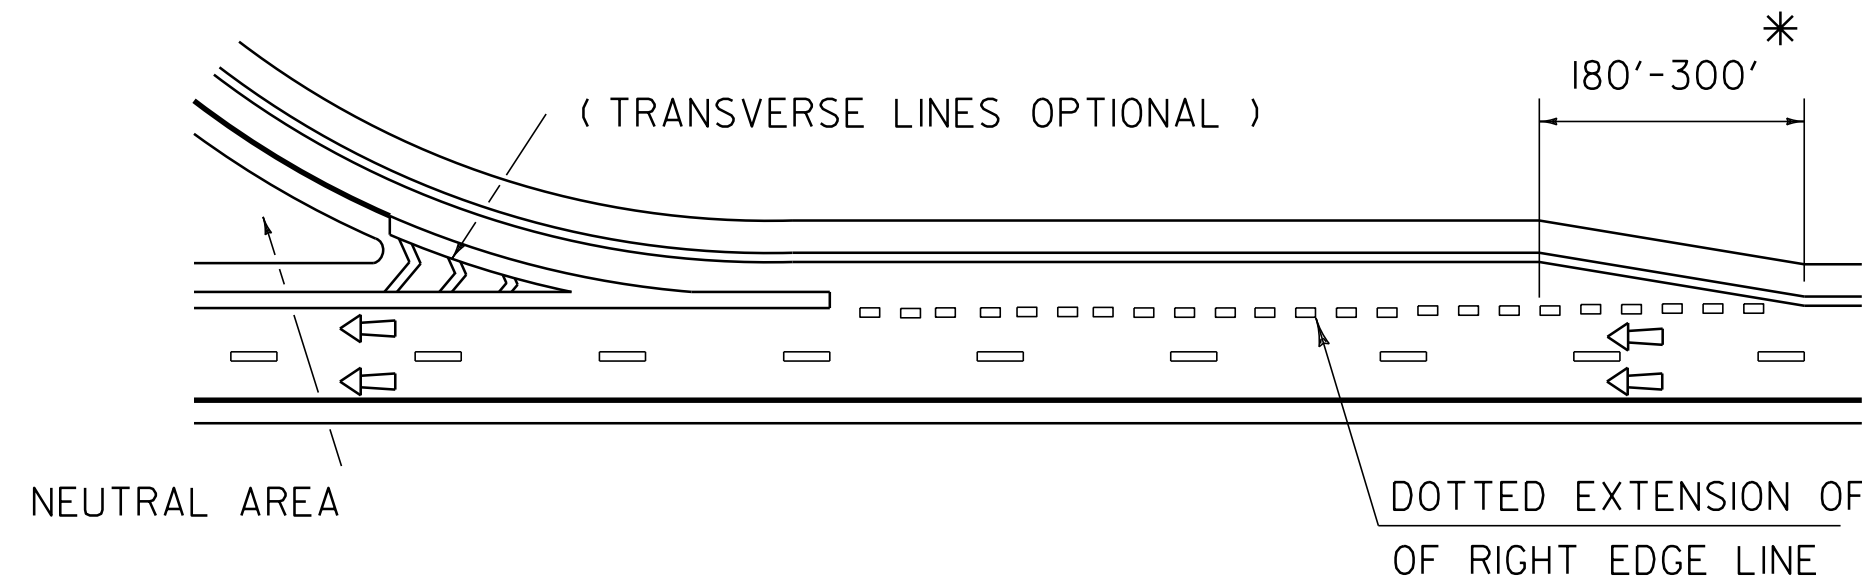 180'-300' *
( TRANSVERSE LINES OPTIONAL )
NEUTRAL AREA
DOTTED EXTENSION OF
OF RIGHT EDGE LINE